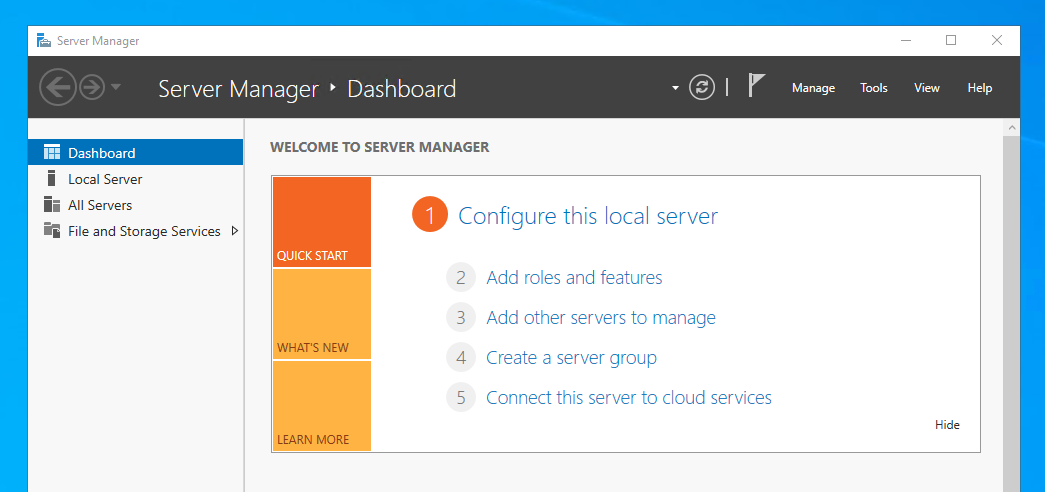 Server Manager
Server Manager ‣ Dashboard
Manage Tools View Help
Dashboard
Local Server
All Servers
File and Storage Services
WELCOME TO SERVER MANAGER
QUICK START
WHAT'S NEW
LEARN MORE
1 Configure this local server
2 Add roles and features
3 Add other servers to manage
4 Create a server group
5 Connect this server to cloud services
Hide